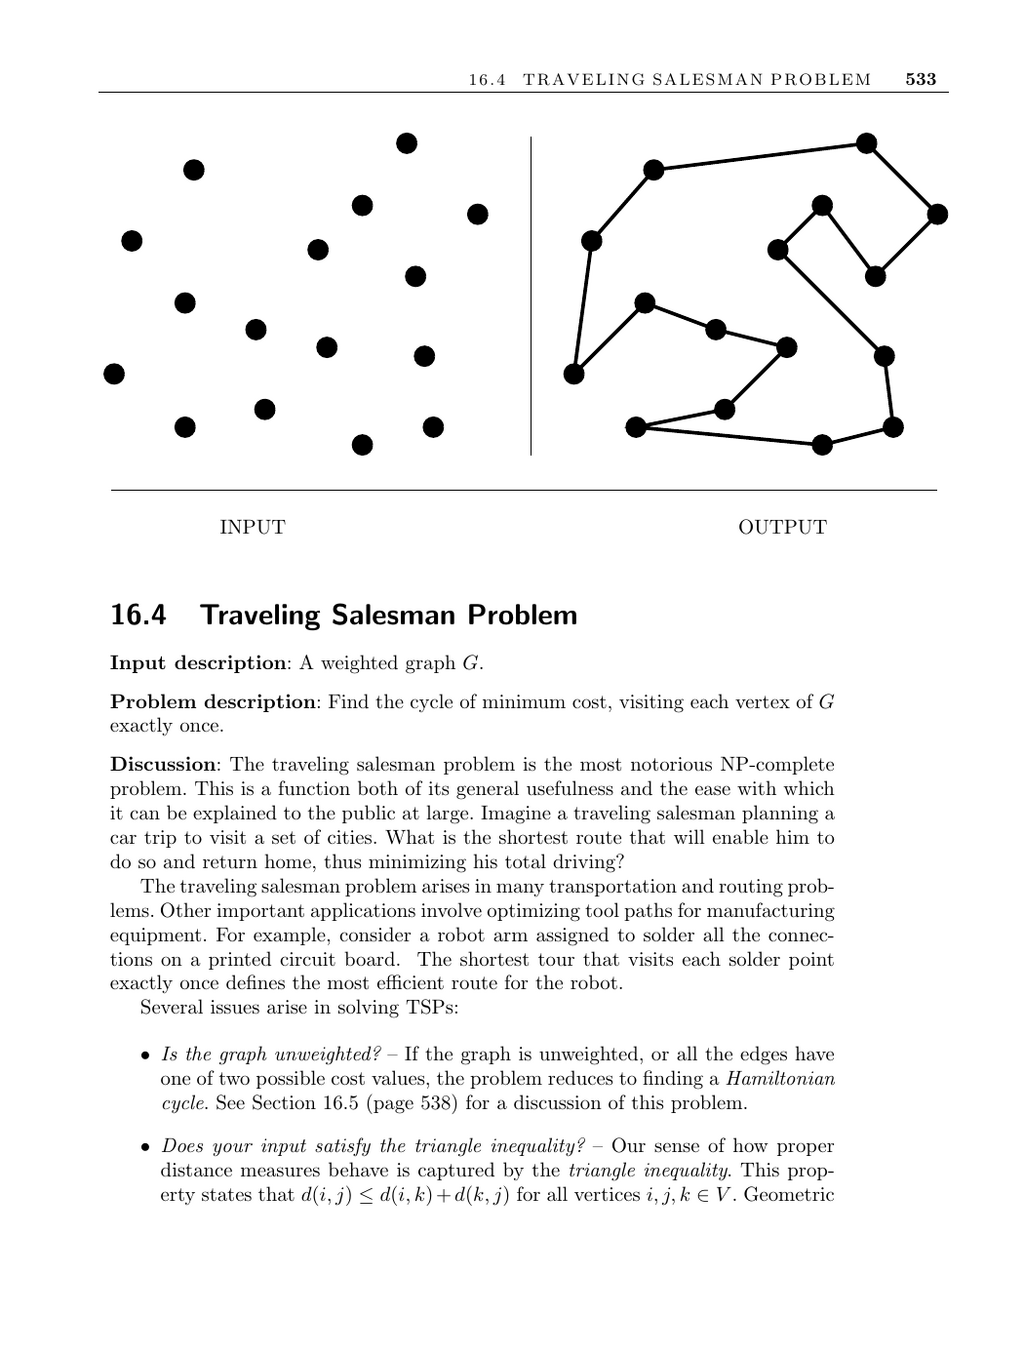 16.4 TRAVELING SALESMAN PROBLEM 533
INPUT
OUTPUT
16.4 Traveling Salesman Problem
Input description: A weighted graph G.
Problem description: Find the cycle of minimum cost, visiting each vertex of G
exactly once.
Discussion: The traveling salesman problem is the most notorious NP-complete
problem. This is a function both of its general usefulness and the ease with which
it can be explained to the public at large. Imagine a traveling salesman planning a
car trip to visit a set of cities. What is the shortest route that will enable him to
do so and return home, thus minimizing his total driving?
The traveling salesman problem arises in many transportation and routing prob-
lems. Other important applications involve optimizing tool paths for manufacturing
equipment. For example, consider a robot arm assigned to solder all the connec-
tions on a printed circuit board. The shortest tour that visits each solder point
exactly once defines the most efficient route for the robot.
Several issues arise in solving TSPs:
• Is the graph unweighted? – If the graph is unweighted, or all the edges have
one of two possible cost values, the problem reduces to finding a Hamiltonian
cycle. See Section 16.5 (page 538) for a discussion of this problem.
• Does your input satisfy the triangle inequality? – Our sense of how proper
distance measures behave is captured by the triangle inequality. This prop-
erty states that d(i, j) ≤ d(i, k) + d(k, j) for all vertices i, j, k ∈ V. Geometric